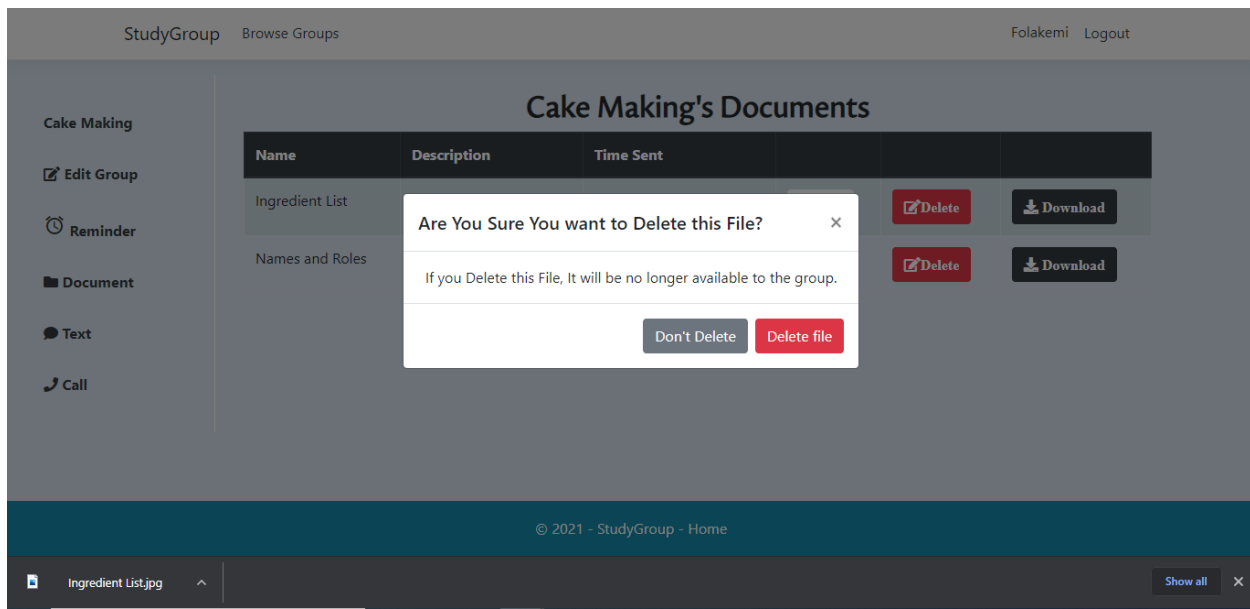 StudyGroup Browse Groups Folakemi Logout
Cake Making's Documents
Cake Making
Edit Group
Reminder
Document
Text
Call
Name Description Time Sent
Ingredient List Delete Download
Names and Roles Delete Download
Are You Sure You want to Delete this File? ×
If you Delete this File, It will be no longer available to the group.
Don't Delete Delete file
© 2021 - StudyGroup - Home
Ingredient List.jpg Show all